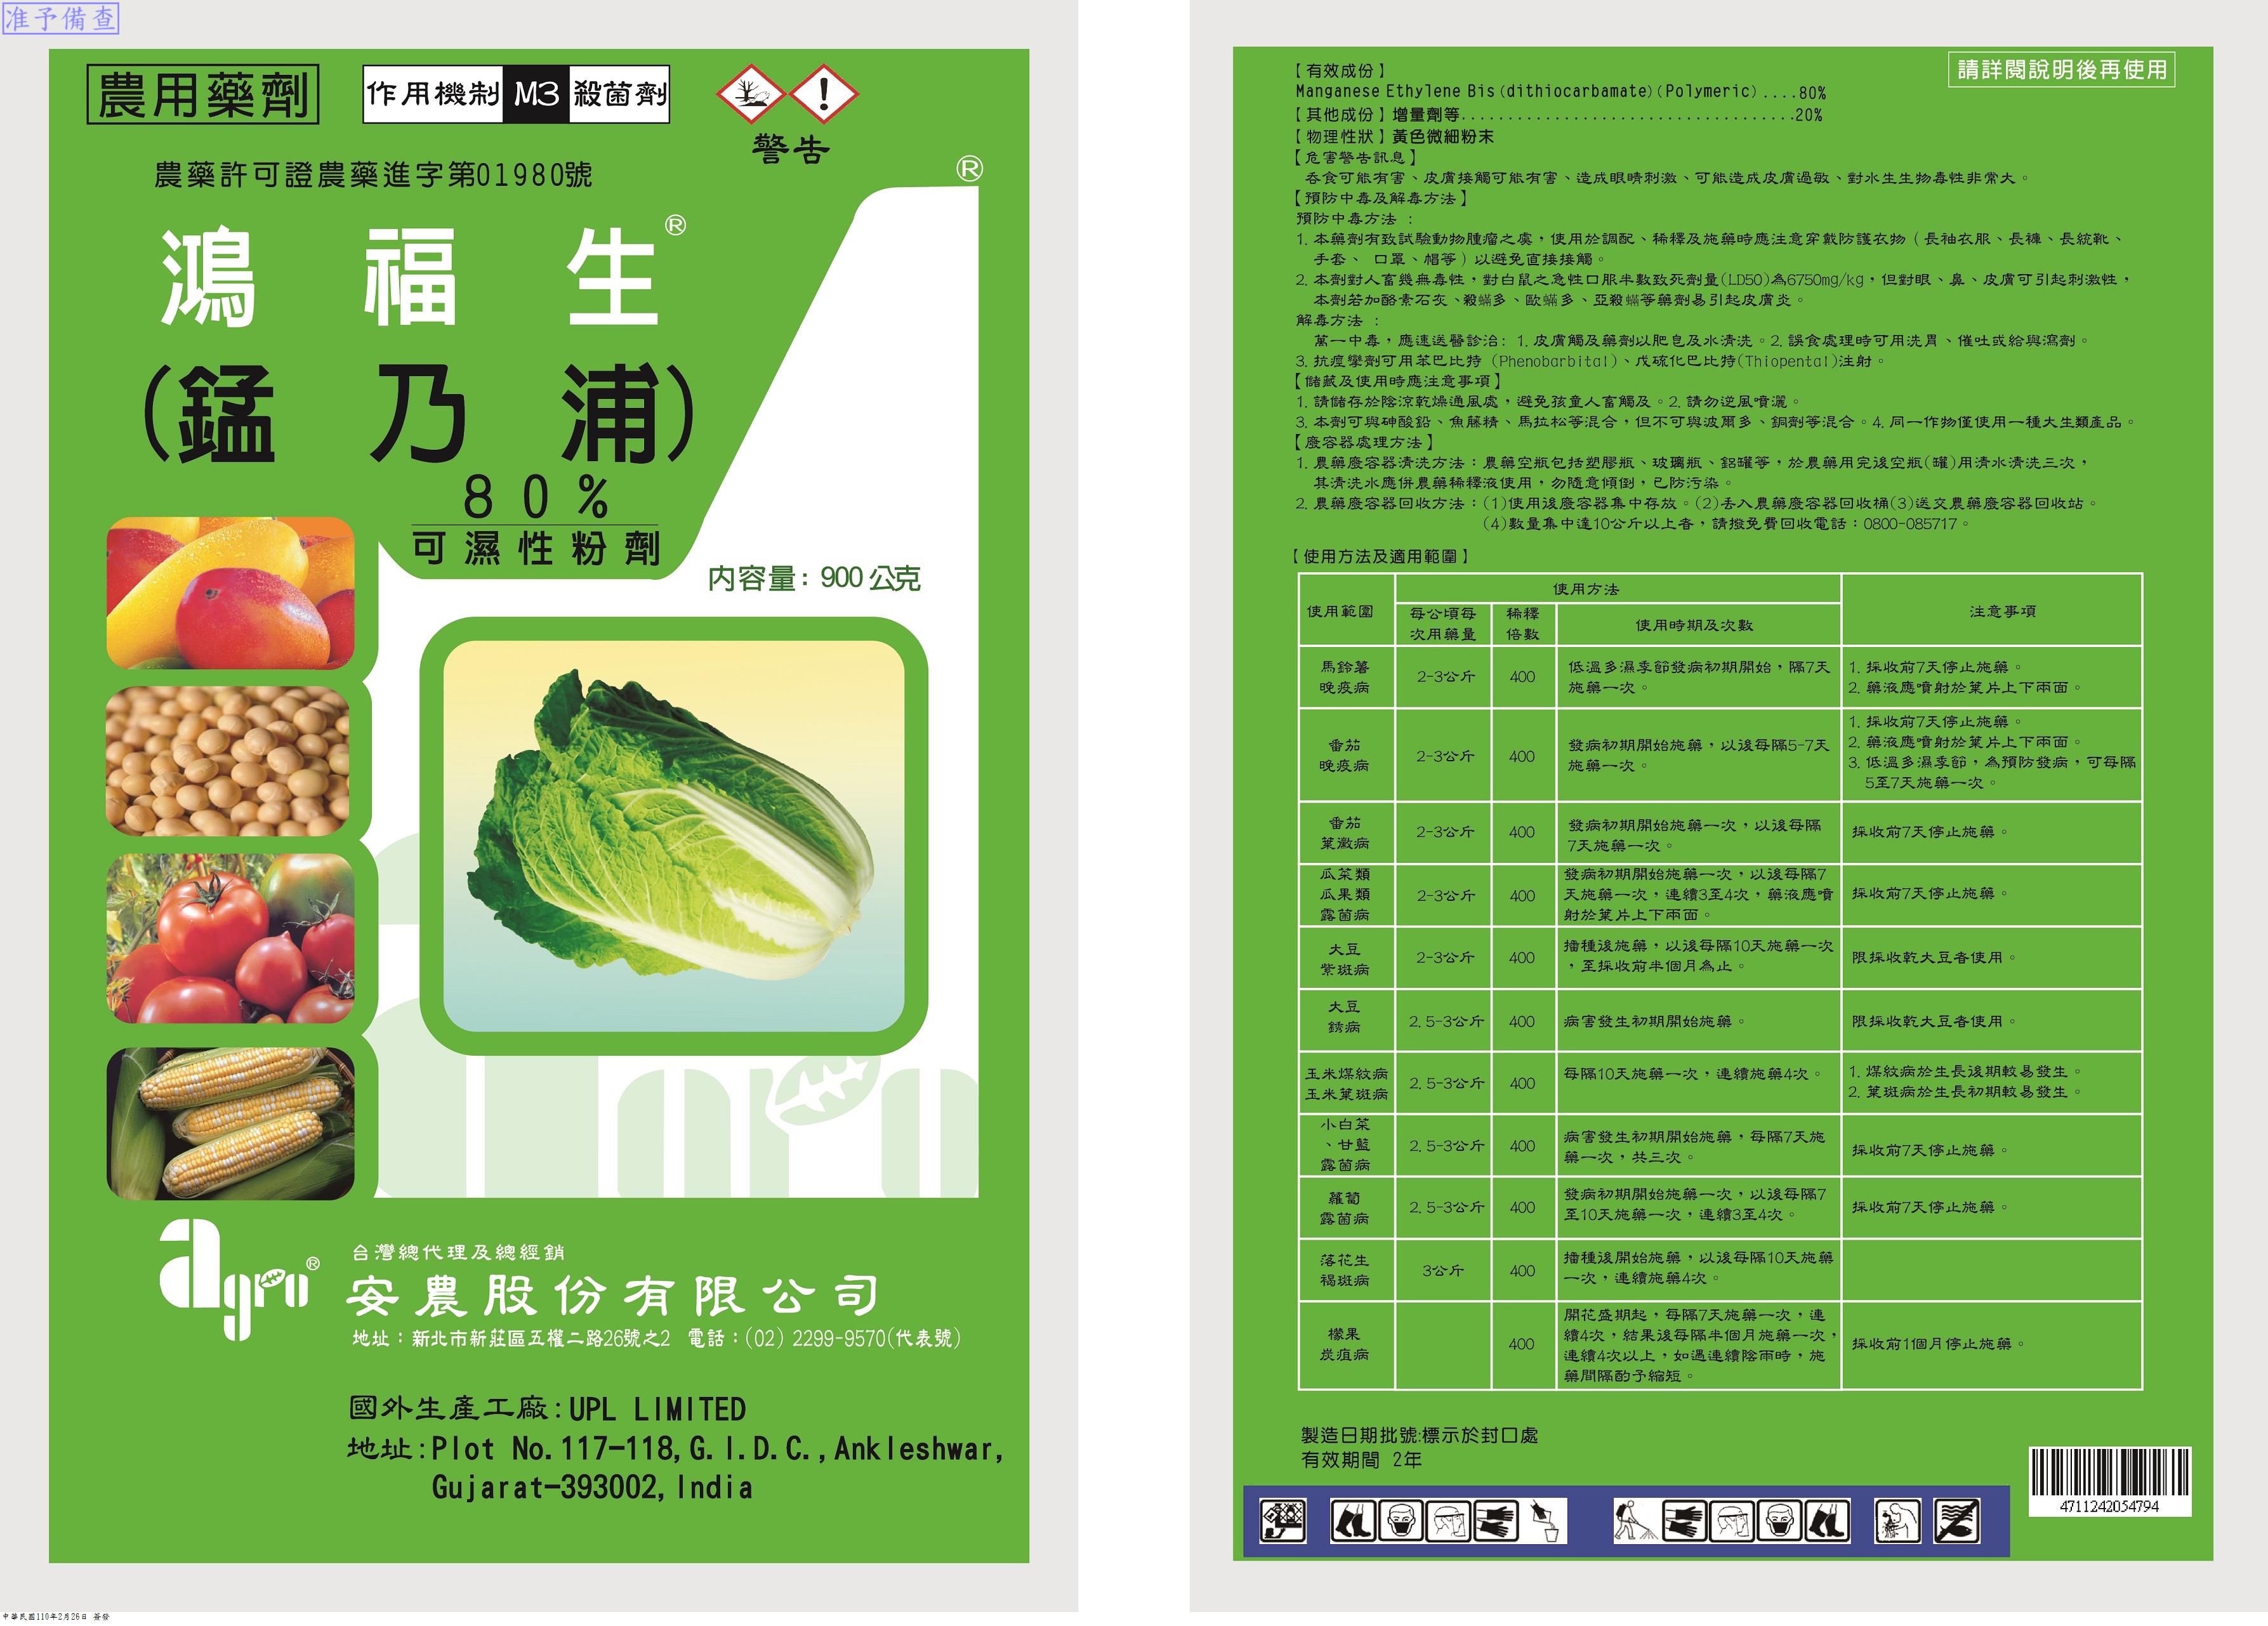 准予備查
農用藥劑
作用機制 M3 殺菌劑
警告
農藥許可證農藥進字第01980號
®
鴻福生®
(錳乃浦)
80%
可濕性粉劑
內容量: 900公克
agro®
台灣總代理及總經銷
安農股份有限公司
地址：新北市新莊區五權二路26號之2 電話：(02) 2299-9570(代表號)
國外生產工廠:UPL LIMITED
地址:Plot No.117-118,G.I.D.C.,Ankleshwar,
Gujarat-393002,India
中華民國110年2月26日 簽發
請詳閱說明後再使用
【有效成份】
Manganese Ethylene Bis(dithiocarbamate)(Polymeric)....80%
【其他成份】增量劑等....................................20%
【物理性狀】黃色微細粉末
【危害警告訊息】
吞食可能有害、皮膚接觸可能有害、造成眼睛刺激、可能造成皮膚過敏、對水生生物毒性非常大。
【預防中毒及解毒方法】
預防中毒方法：
1. 本藥劑有致試驗動物腫瘤之虞，使用於調配、稀釋及施藥時應注意穿戴防護衣物（長袖衣服、長褲、長統靴、
手套、 口罩、帽等）以避免直接接觸。
2. 本劑對人畜幾無毒性，對白鼠之急性口服半數致死劑量(LD50)為6750mg/kg，但對眼、鼻、皮膚可引起刺激性，
本劑若加酪素石灰、殺蟎多、歐蟎多、亞殺蟎等藥劑易引起皮膚炎。
解毒方法：
萬一中毒，應速送醫診治: 1. 皮膚觸及藥劑以肥皂及水清洗。2. 誤食處理時可用洗胃、催吐或給與瀉劑。
3. 抗痙攣劑可用苯巴比特 (Phenobarbital)、戊硫化巴比特(Thiopental)注射。
【儲藏及使用時應注意事項】
1. 請儲存於陰涼乾燥通風處，避免孩童人畜觸及。2. 請勿逆風噴灑。
3. 本劑可與砷酸鉛、魚藤精、馬拉松等混合，但不可與波爾多、銅劑等混合。4. 同一作物僅使用一種大生類產品。
【廢容器處理方法】
1. 農藥廢容器清洗方法：農藥空瓶包括塑膠瓶、玻璃瓶、鋁罐等，於農藥用完後空瓶(罐)用清水清洗三次，
其清洗水應併農藥稀釋液使用，勿隨意傾倒，已防污染。
2. 農藥廢容器回收方法：(1)使用後廢容器集中存放。(2)丟入農藥廢容器回收桶(3)送交農藥廢容器回收站。
(4)數量集中達10公斤以上者，請撥免費回收電話：0800-085717。
【使用方法及適用範圍】
使用範圍 使用方法 注意事項
每公頃每次用藥量 稀釋倍數 使用時期及次數
馬鈴薯
晚疫病
2-3公斤 400
低溫多濕季節發病初期開始，隔7天
施藥一次。
1. 採收前7天停止施藥。
2. 藥液應噴射於葉片上下兩面。
番茄
晚疫病
2-3公斤 400
發病初期開始施藥，以後每隔5-7天
施藥一次。
1. 採收前7天停止施藥。
2. 藥液應噴射於葉片上下兩面。
3. 低溫多濕季節，為預防發病，可每隔
5至7天施藥一次。
番茄
葉黴病
2-3公斤 400
發病初期開始施藥一次，以後每隔
7天施藥一次。
採收前7天停止施藥。
瓜菜類
瓜果類
露菌病
2-3公斤 400
發病初期開始施藥一次，以後每隔7
天施藥一次，連續3至4次，藥液應噴
射於葉片上下兩面。
採收前7天停止施藥。
大豆
紫斑病
2-3公斤 400
播種後施藥，以後每隔10天施藥一次
，至採收前半個月為止。
限採收乾大豆者使用。
大豆
銹病
2.5-3公斤 400
病害發生初期開始施藥。
限採收乾大豆者使用。
玉米煤紋病
玉米葉斑病
2.5-3公斤 400
每隔10天施藥一次，連續施藥4次。
1. 煤紋病於生長後期較易發生。
2. 葉斑病於生長初期較易發生。
小白菜
、甘藍
露菌病
2.5-3公斤 400
病害發生初期開始施藥，每隔7天施
藥一次，共三次。
採收前7天停止施藥。
蘿蔔
露菌病
2.5-3公斤 400
發病初期開始施藥一次，以後每隔7
至10天施藥一次，連續3至4次。
採收前7天停止施藥。
落花生
褐斑病
3公斤 400
播種後開始施藥，以後每隔10天施藥
一次，連續施藥4次。
檬果
炭疽病
400
開花盛期起，每隔7天施藥一次，連
續4次，結果後每隔半個月施藥一次，
連續4次以上，如遇連續陰雨時，施
藥間隔酌予縮短。
採收前1個月停止施藥。
製造日期批號:標示於封口處
有效期間 2年
4711242054794